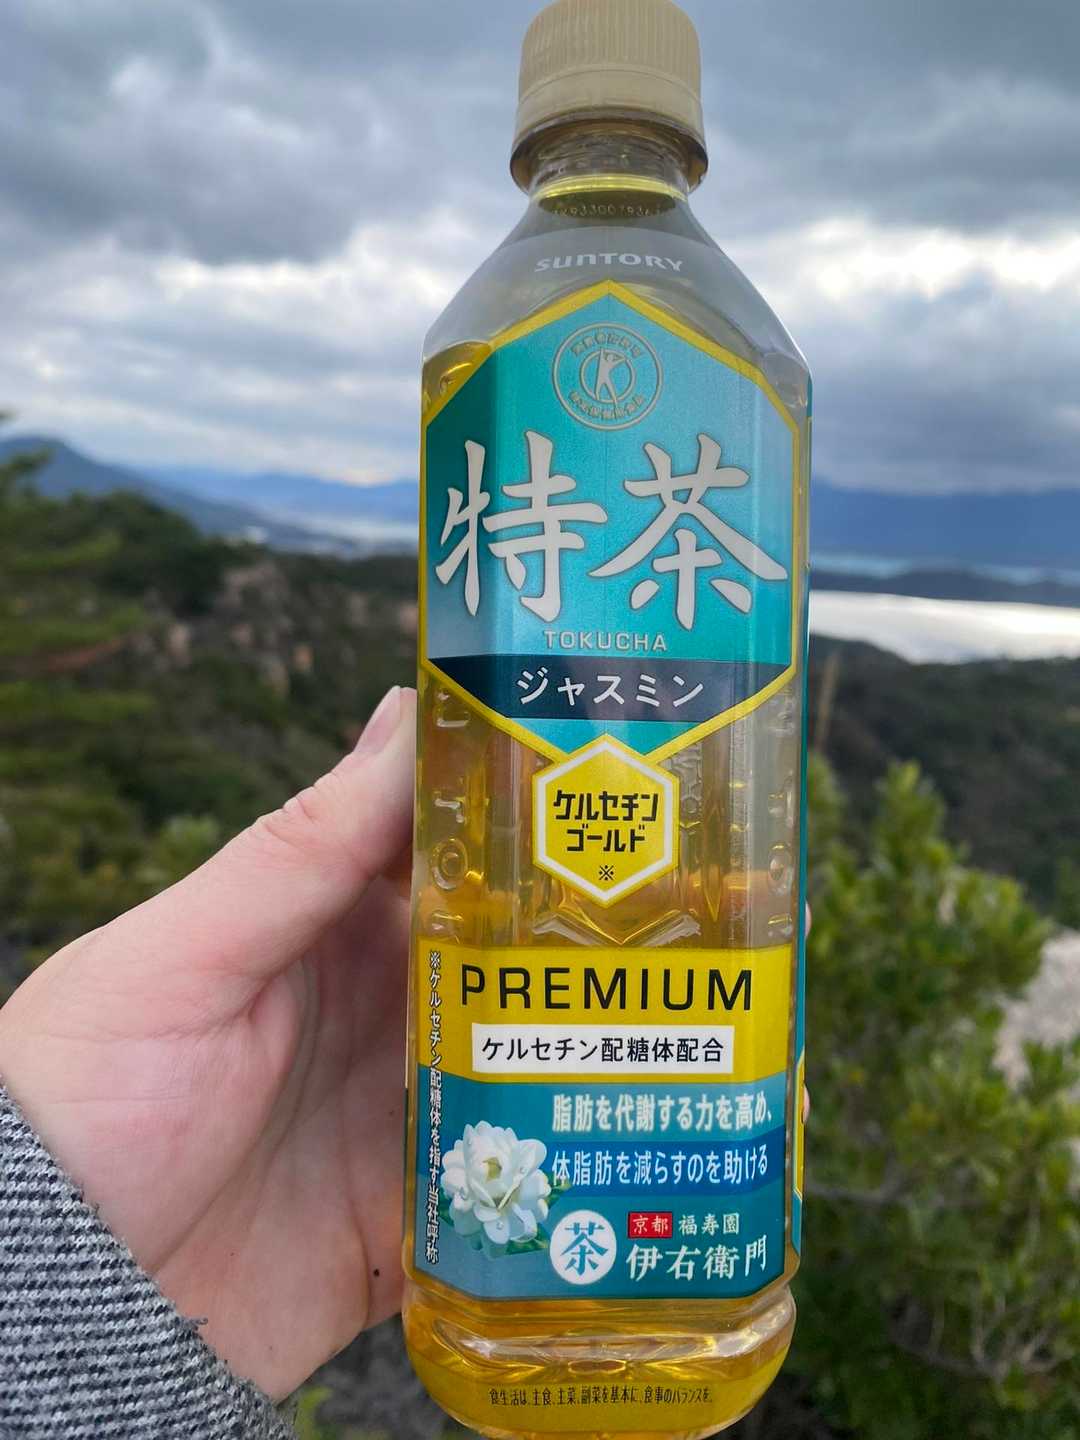 SUNTORY
特茶
TOKUCHA
ジャスミン
ケルセチン
ゴールド
※
PREMIUM
ケルセチン配糖体配合
※ケルセチン配糖体を指す当社呼称
脂肪を代謝する力を高め、
体脂肪を減らすのを助ける
京都 福寿園
茶 伊右衛門
食生活は、主食、主菜、副菜を基本に、食事のバランスを。